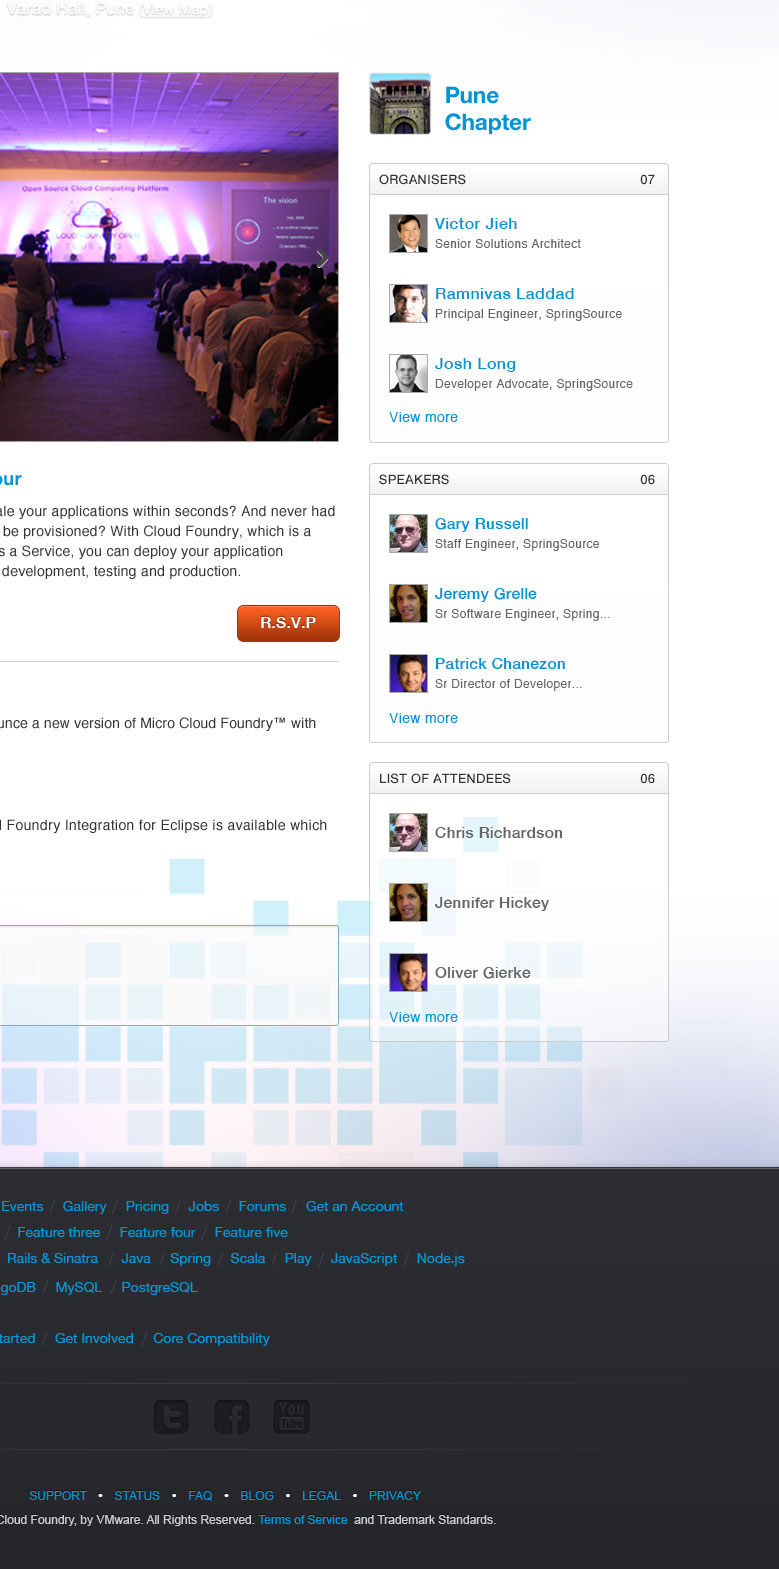 Varad Hall, Pune (View Map)
Pune
Chapter
Open Source Cloud Computing Platform
CLOUD FOUNDRY OPEN
The vision
ORGANISERS 07
Victor Jieh
Senior Solutions Architect
Ramnivas Laddad
Principal Engineer, SpringSource
Josh Long
Developer Advocate, SpringSource
View more
our
ale your applications within seconds? And never had
be provisioned? With Cloud Foundry, which is a
s a Service, you can deploy your application
development, testing and production.
R.S.V.P
SPEAKERS 06
Gary Russell
Staff Engineer, SpringSource
Jeremy Grelle
Sr Software Engineer, Spring...
Patrick Chanezon
Sr Director of Developer...
View more
unce a new version of Micro Cloud Foundry™ with
d Foundry Integration for Eclipse is available which
LIST OF ATTENDEES 06
Chris Richardson
Jennifer Hickey
Oliver Gierke
View more
Events / Gallery / Pricing / Jobs / Forums / Get an Account
/ Feature three / Feature four / Feature five
Rails & Sinatra / Java / Spring / Scala / Play / JavaScript / Node.js
goDB / MySQL / PostgreSQL
tarted / Get Involved / Core Compatibility
You Tube
SUPPORT • STATUS • FAQ • BLOG • LEGAL • PRIVACY
Cloud Foundry, by VMware. All Rights Reserved. Terms of Service and Trademark Standards.